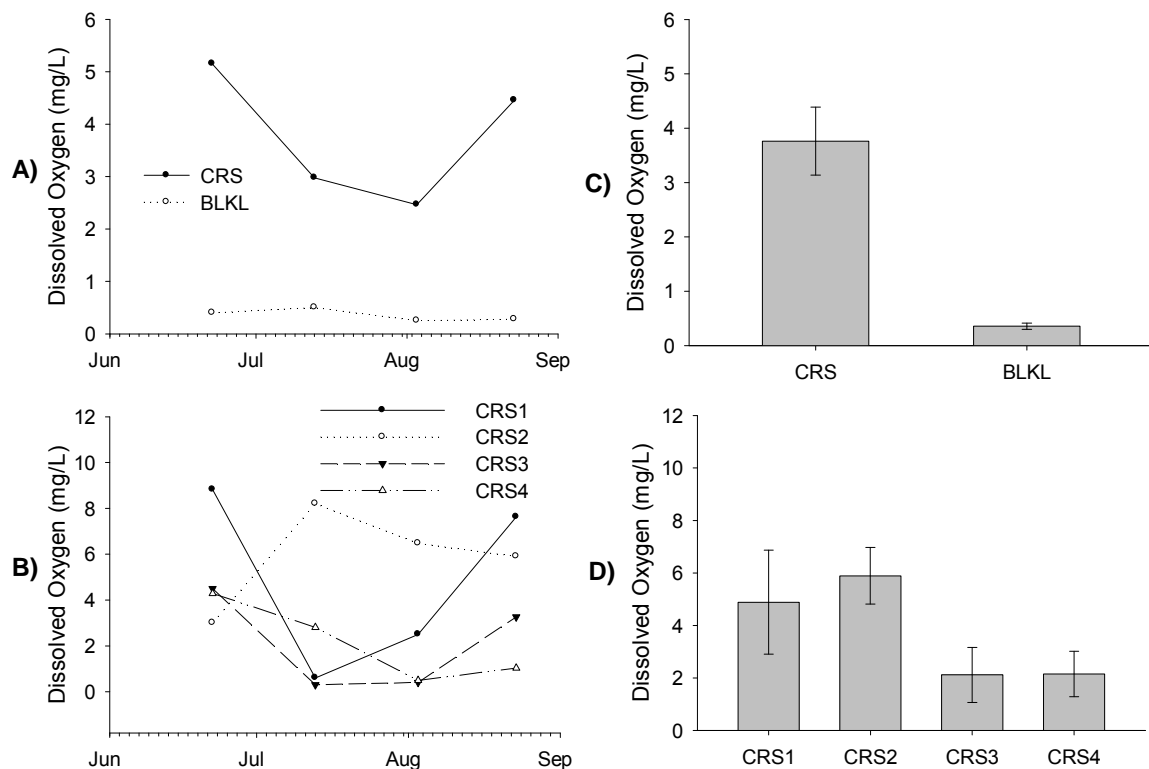 A)
Dissolved Oxygen (mg/L)
6
5
4
3
2
1
0
CRS
BLKL
Jun Jul Aug Sep
C)
Dissolved Oxygen (mg/L)
6
5
4
3
2
1
0
CRS BLKL
B)
Dissolved Oxygen (mg/L)
12
10
8
6
4
2
0
CRS1
CRS2
CRS3
CRS4
Jun Jul Aug Sep
D)
Dissolved Oxygen (mg/L)
12
10
8
6
4
2
0
CRS1 CRS2 CRS3 CRS4